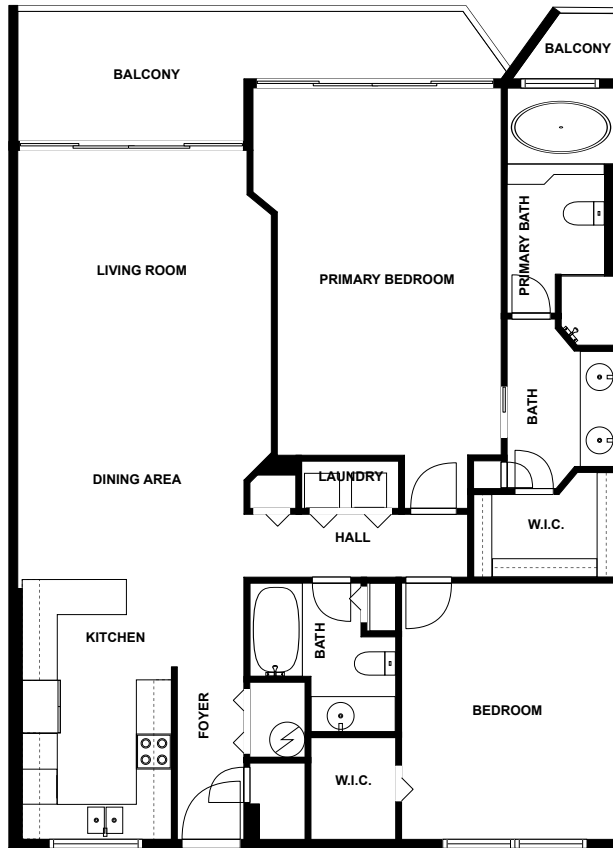 BALCONY
BALCONY
LIVING ROOM
PRIMARY BEDROOM
PRIMARY BATH
BATH
DINING AREA
LAUNDRY
W.I.C.
HALL
KITCHEN
BATH
FOYER
BEDROOM
W.I.C.